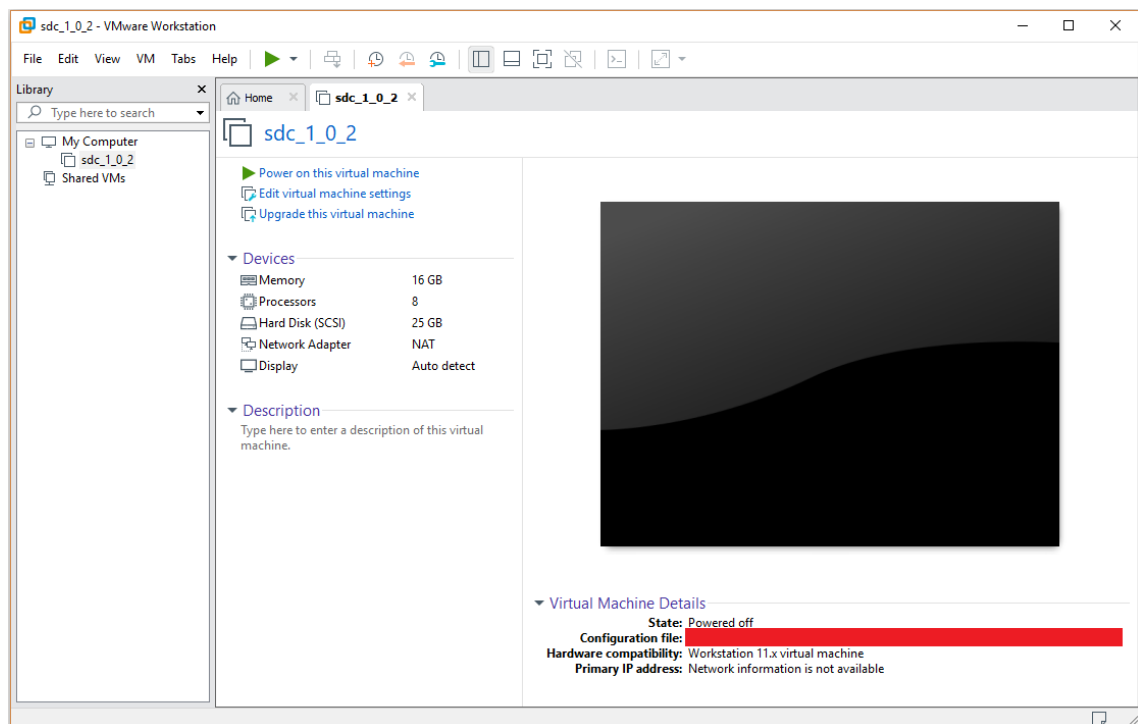 sdc_1_0_2 - VMware Workstation
File Edit View VM Tabs Help
Library
Type here to search
My Computer
sdc_1_0_2
Shared VMs
Home
sdc_1_0_2
sdc_1_0_2
Power on this virtual machine
Edit virtual machine settings
Upgrade this virtual machine
Devices
Memory 16 GB
Processors 8
Hard Disk (SCSI) 25 GB
Network Adapter NAT
Display Auto detect
Description
Type here to enter a description of this virtual
machine.
Virtual Machine Details
State: Powered off
Configuration file:
Hardware compatibility: Workstation 11.x virtual machine
Primary IP address: Network information is not available